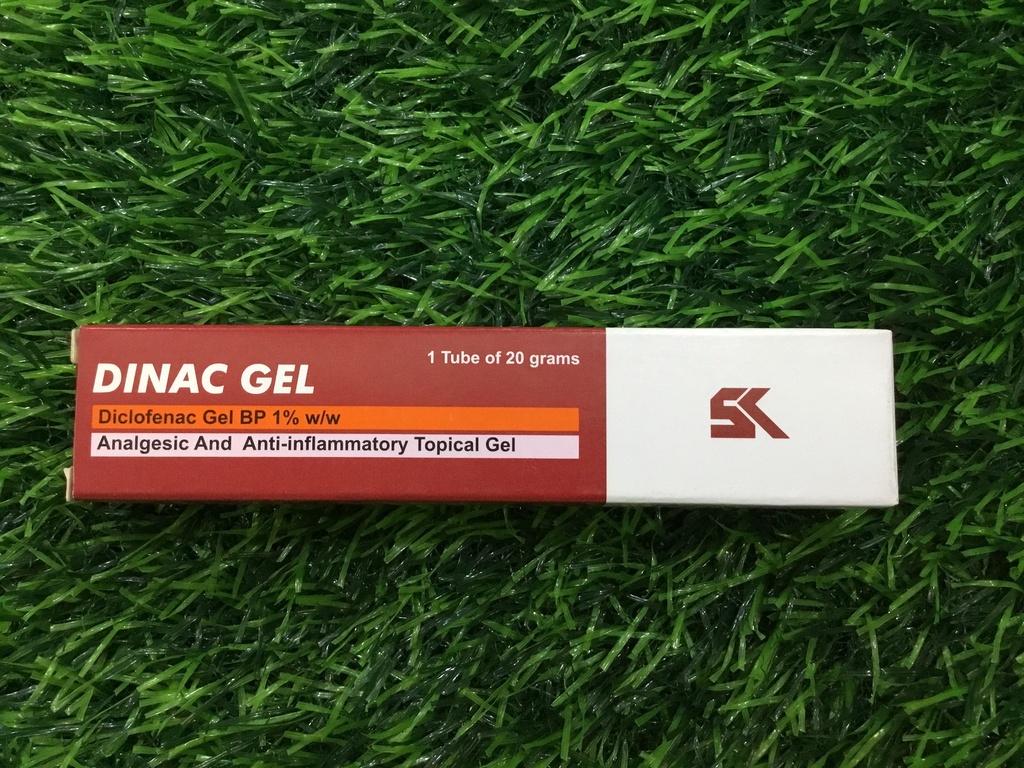 1 Tube of 20 grams
DINAC GEL
Diclofenac Gel BP 1% w/w
Analgesic And  Anti-inflammatory Topical Gel
SK